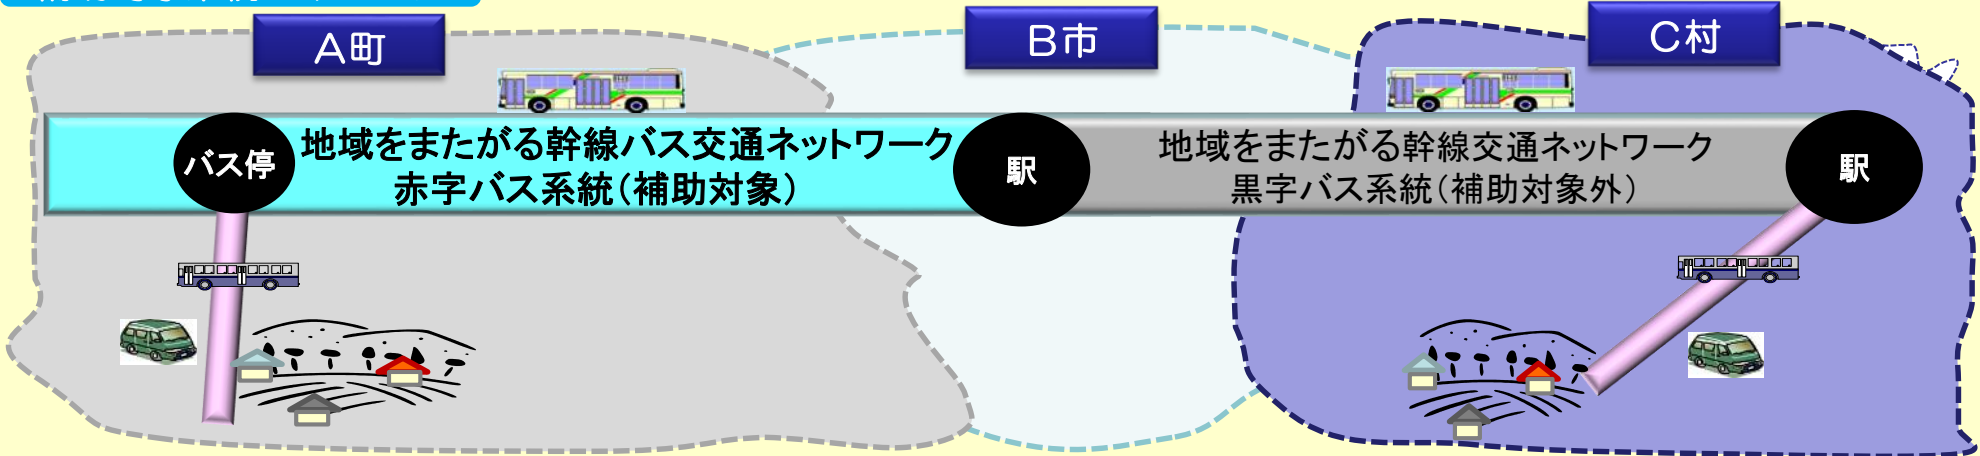 A町
B市
C村
バス停
地域をまたがる幹線バス交通ネットワーク
赤字バス系統(補助対象)
駅
地域をまたがる幹線交通ネットワーク
黒字バス系統(補助対象外)
駅